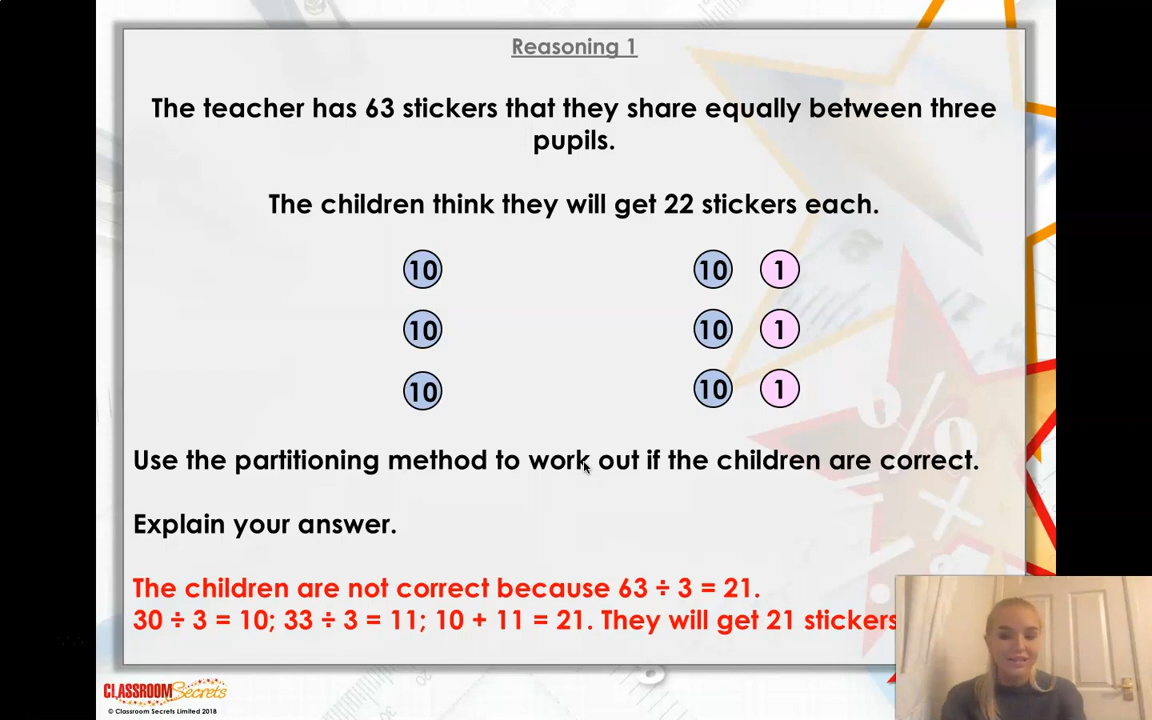 Reasoning 1
The teacher has 63 stickers that they share equally between three
pupils.
The children think they will get 22 stickers each.
10 10 1
10 10 1
10 10 1
Use the partitioning method to work out if the children are correct.
Explain your answer.
The children are not correct because 63 ÷ 3 = 21.
30 ÷ 3 = 10; 33 ÷ 3 = 11; 10 + 11 = 21. They will get 21 stickers
CLASSROOM Secrets
© Classroom Secrets Limited 2018